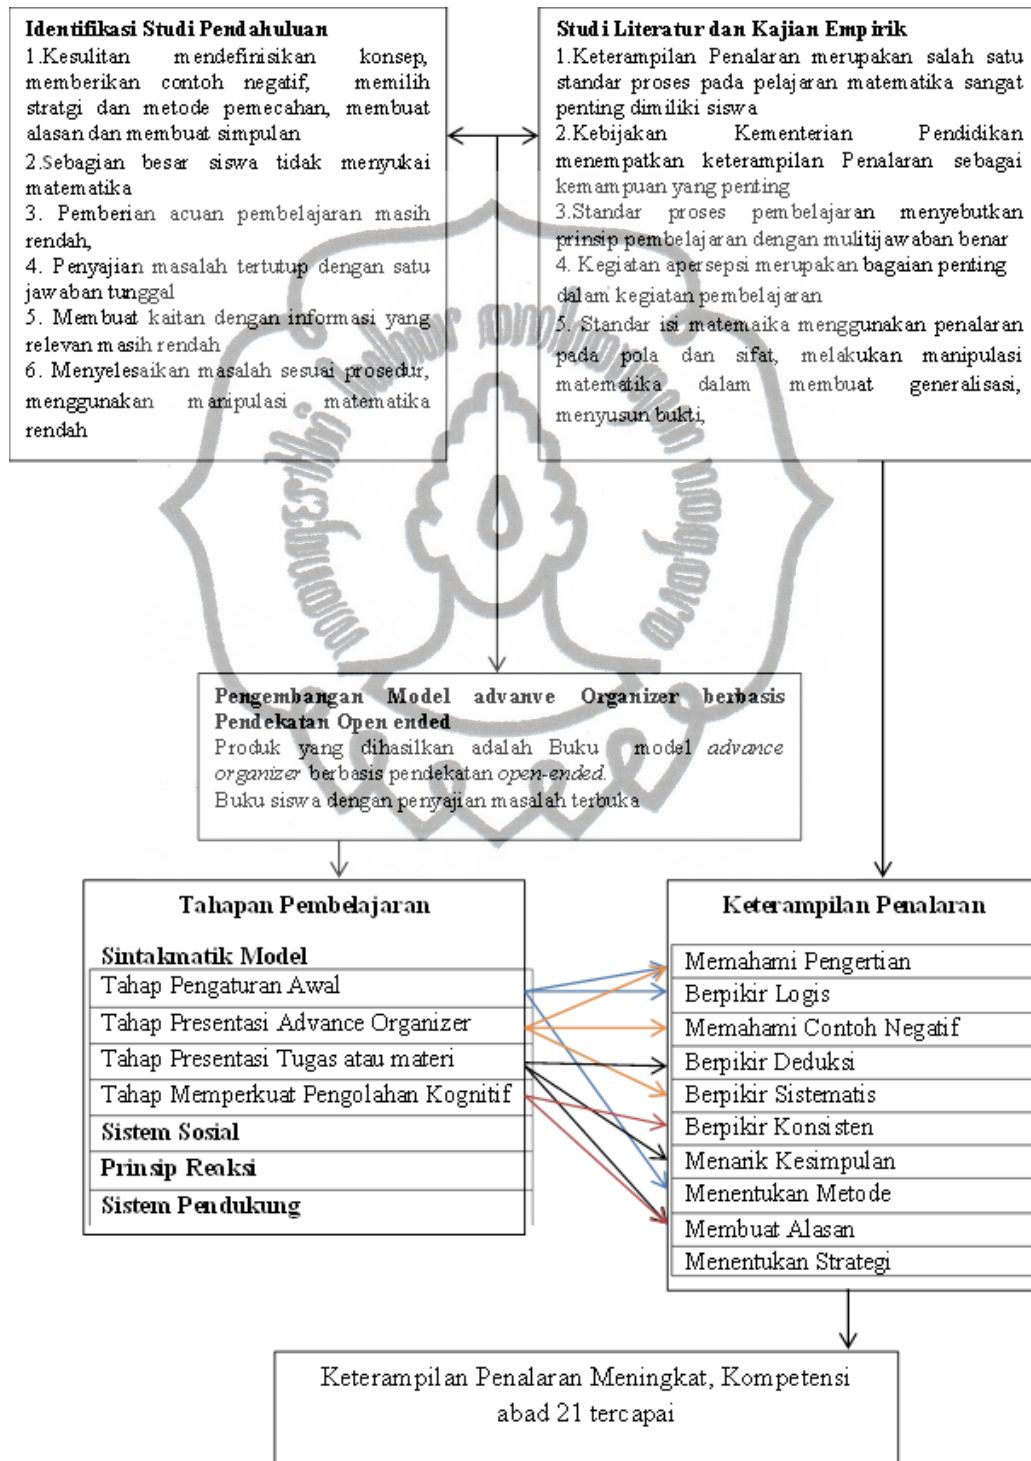 Identifikasi Studi Pendahuluan
1.Kesulitan mendefinisikan konsep,
memberikan contoh negatif, memilih
stratgi dan metode pemecahan, membuat
alasan dan membuat simpulan
2.Sebagian besar siswa tidak menyukai
matematika
3. Pemberian acuan pembelajaran masih
rendah,
4. Penyajian masalah tertutup dengan satu
jawaban tunggal
5. Membuat kaitan dengan informasi yang
relevan masih rendah
6. Menyelesaikan masalah sesuai prosedur,
menggunakan manipulasi matematika
rendah
Studi Literatur dan Kajian Empirik
1.Keterampilan Penalaran merupakan salah satu
standar proses pada pelajaran matematika sangat
penting dimiliki siswa
2.Kebijakan Kementerian Pendidikan
menempatkan keterampilan Penalaran sebagai
kemampuan yang penting
3.Standar proses pembelajaran menyebutkan
prinsip pembelajaran dengan mulitijawaban benar
4. Kegiatan apersepsi merupakan bagaian penting
dalam kegiatan pembelajaran
5. Standar isi matemaika menggunakan penalaran
pada pola dan sifat, melakukan manipulasi
matematika dalam membuat generalisasi,
menyusun bukti,
Pengembangan Model advanve Organizer berbasis
Pendekatan Open ended
Produk yang dihasilkan adalah Buku model advance
organizer berbasis pendekatan open-ended.
Buku siswa dengan penyajian masalah terbuka
Tahapan Pembelajaran
Sintakmatik Model
Tahap Pengaturan Awal
Tahap Presentasi Advance Organizer
Tahap Presentasi Tugas atau materi
Tahap Memperkuat Pengolahan Kognitif
Sistem Sosial
Prinsip Reaksi
Sistem Pendukung
Keterampilan Penalaran
Memahami Pengertian
Berpikir Logis
Memahami Contoh Negatif
Berpikir Deduksi
Berpikir Sistematis
Berpikir Konsisten
Menarik Kesimpulan
Menentukan Metode
Membuat Alasan
Menentukan Strategi
Keterampilan Penalaran Meningkat, Kompetensi
abad 21 tercapai